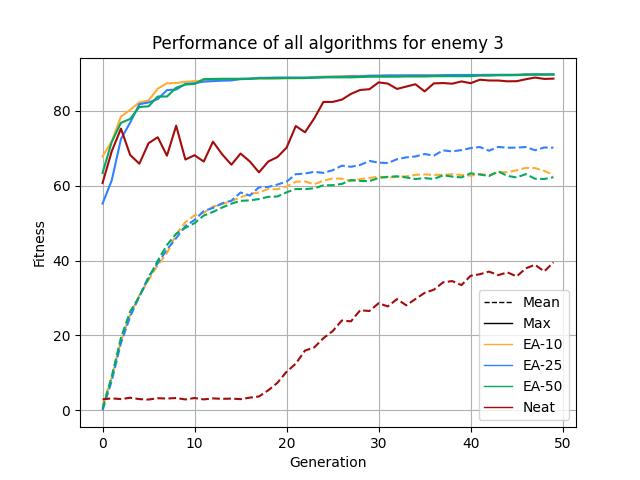 Performance of all algorithms for enemy 3
Fitness
80
60
40
20
0
0 10 20 30 40 50
Generation
Mean
Max
EA-10
EA-25
EA-50
Neat